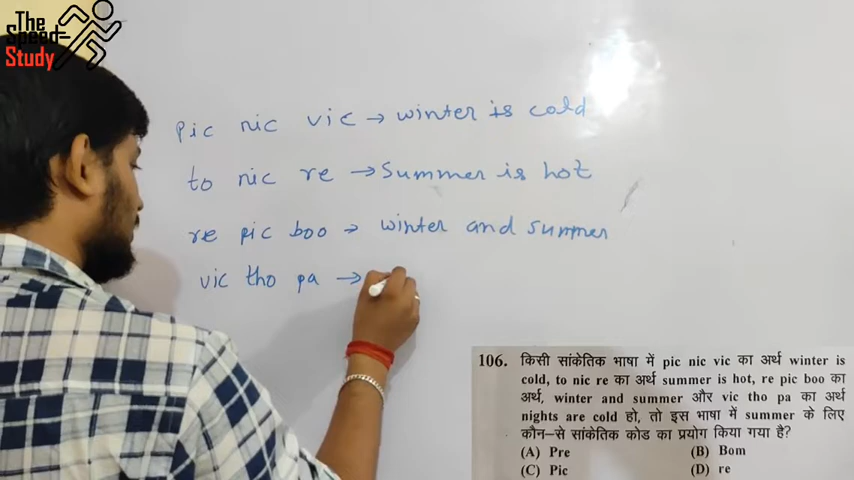 The
Speed
Study
pic nic vic → winter is cold
to nic re → Summer is hot
re pic boo → winter and summer
vic tho pa →
106. किसी सांकेतिक भाषा में pic nic vic का अर्थ winter is
cold, to nic re का अर्थ summer is hot, re pic boo का
अर्थ, winter and summer और vic tho pa का अर्थ
nights are cold हो, तो इस भाषा में summer के लिए
कौन-से सांकेतिक कोड का प्रयोग किया गया है?
(A) Pre (B) Bom
(C) Pic (D) re